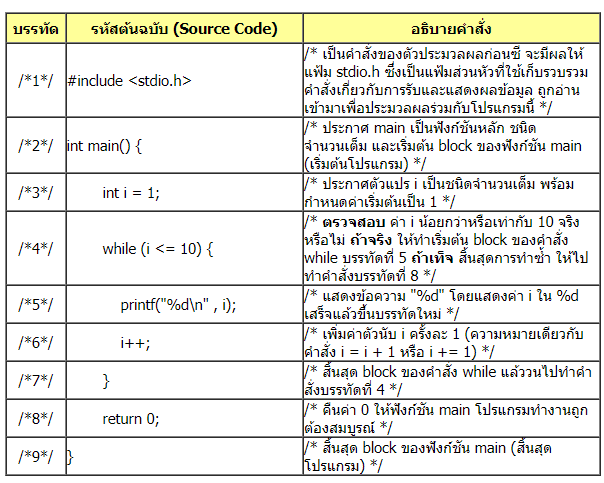 บรรทัด รหัสต้นฉบับ (Source Code) อธิบายคำสั่ง
/*1*/ #include <stdio.h> /* เป็นคำสั่งของตัวประมวลผลก่อนซี จะมีผลให้
แฟ้ม stdio.h ซึ่งเป็นแฟ้มส่วนหัวที่ใช้เก็บรวบรวม
คำสั่งเกี่ยวกับการรับและแสดงผลข้อมูล ถูกอ่าน
เข้ามาเพื่อประมวลผลร่วมกับโปรแกรมนี้ */
/*2*/ int main() { /* ประกาศ main เป็นฟังก์ชันหลัก ชนิด
จำนวนเต็ม และเริ่มต้น block ของฟังก์ชัน main
(เริ่มต้นโปรแกรม) */
/*3*/ int i = 1; /* ประกาศตัวแปร i เป็นชนิดจำนวนเต็ม พร้อม
กำหนดค่าเริ่มต้นเป็น 1 */
/*4*/ while (i <= 10) { /* ตรวจสอบ ค่า i น้อยกว่าหรือเท่ากับ 10 จริง
หรือไม่ ถ้าจริง ให้ทำเริ่มต้น block ของคำสั่ง
while บรรทัดที่ 5 ถ้าเท็จ สิ้นสุดการทำซ้ำ ให้ไป
ทำคำสั่งบรรทัดที่ 8 */
/*5*/ printf("%d\n" , i); /* แสดงข้อความ "%d" โดยแสดงค่า i ใน %d
เสร็จแล้วขึ้นบรรทัดใหม่ */
/*6*/ i++; /* เพิ่มค่าตัวนับ i ครั้งละ 1 (ความหมายเดียวกับ
คำสั่ง i = i + 1 หรือ i += 1) */
/*7*/ } /* สิ้นสุด block ของคำสั่ง while แล้ววนไปทำคำ
สั่งบรรทัดที่ 4 */
/*8*/ return 0; /* คืนค่า 0 ให้ฟังก์ชัน main โปรแกรมทำงานถูก
ต้องสมบูรณ์ */
/*9*/ } /* สิ้นสุด block ของฟังก์ชัน main (สิ้นสุด
โปรแกรม) */